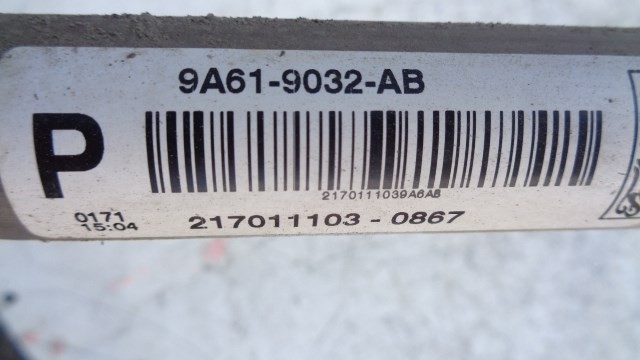 9A61-9032-AB
P
2170111039A6AB
0171
15:04
217011103 - 0867